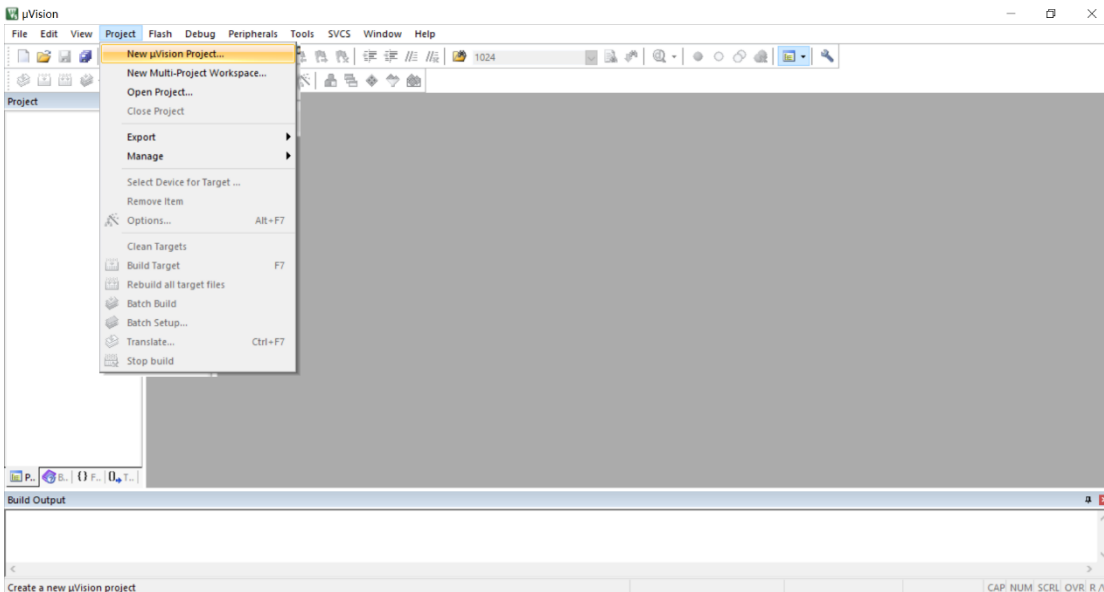 µVision
File Edit View Project Flash Debug Peripherals Tools SVCS Window Help
1024
Project
New µVision Project...
New Multi-Project Workspace...
Open Project...
Close Project
Export
Manage
Select Device for Target ...
Remove Item
Options... Alt+F7
Clean Targets
Build Target F7
Rebuild all target files
Batch Build
Batch Setup...
Translate... Ctrl+F7
Stop build
P... B... {} F... 0 T...
Build Output
Create a new µVision project
CAP NUM SCRL OVR R